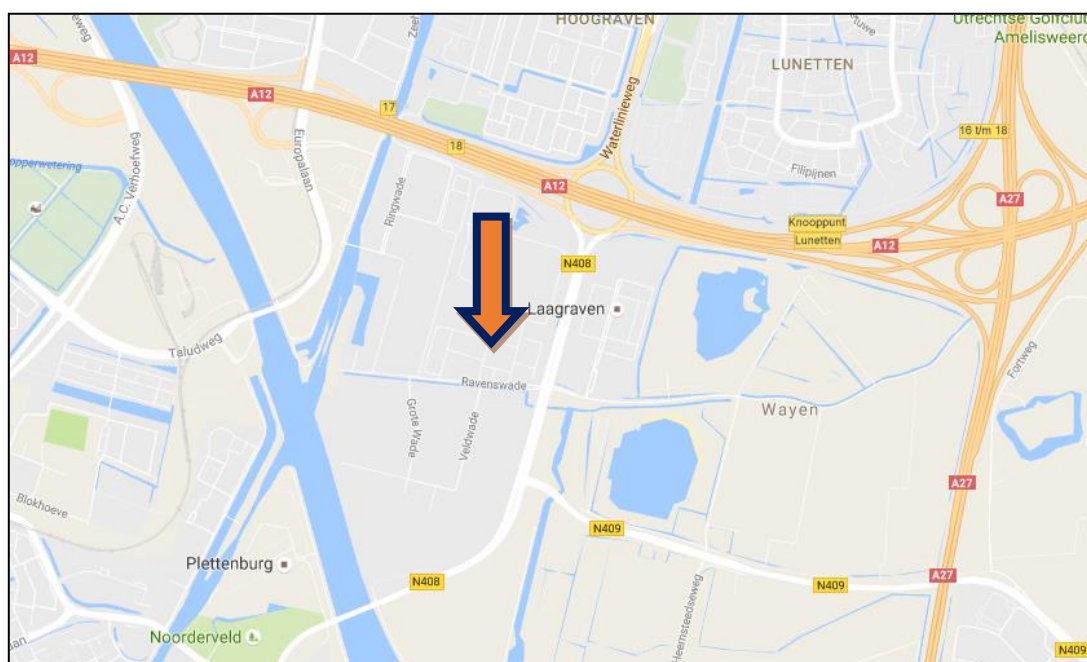 HOOGRAVEN
Utrechtse Golfclub
Amelisweerd
A12
LUNETTEN
A12
17
Waterlinieweg
18
16 t/m 18
Europalaan
A.C. Verhoefweg
Ringwade
A12
Filipijnen
A27
Knooppunt
Lunetten
A12
N408
Laagraven
Taludweg
Fortweg
Ravenswade
Wayen
Grote Wade
Veldwade
A27
Blokhoeve
N409
Plettenburg
N408
N409
A27
Heemsteedseweg
Noorderveld
N409